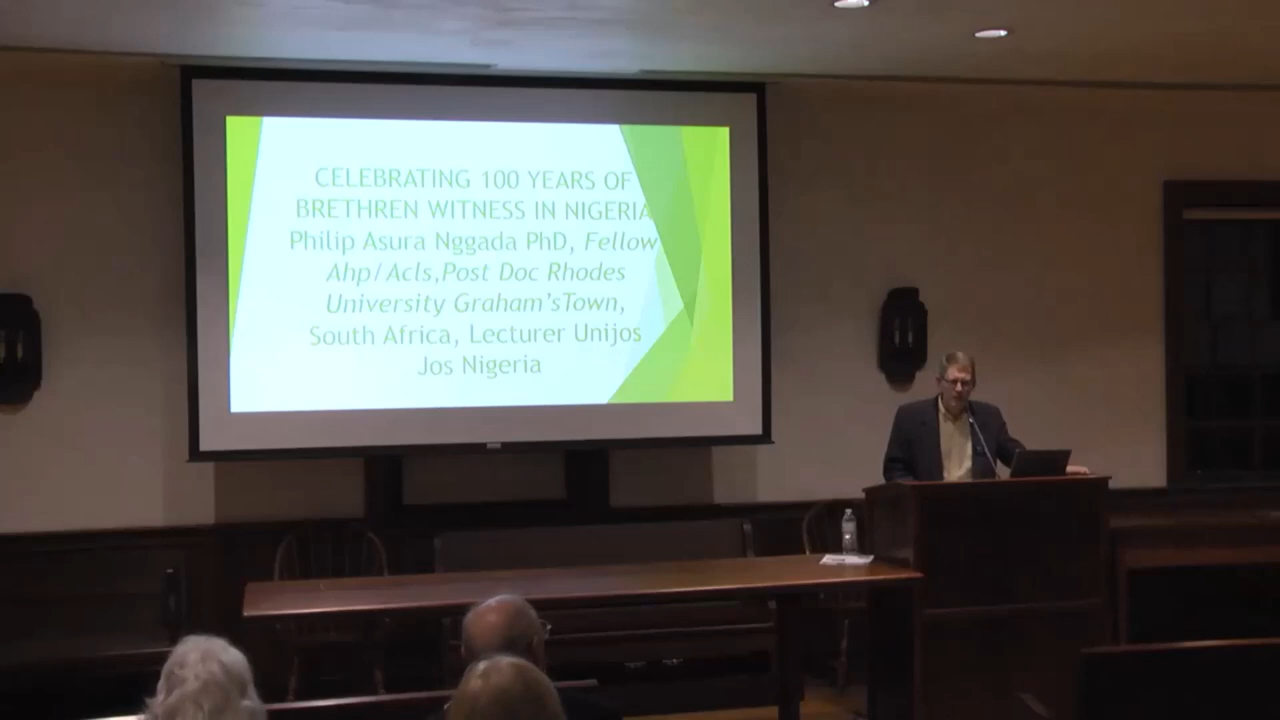 CELEBRATING 100 YEARS OF
BRETHREN WITNESS IN NIGERIA
Philip Asura Nggada PhD, Fellow
Ahp/Acls,Post Doc Rhodes
University Graham'sTown,
South Africa, Lecturer Unijos
Jos Nigeria